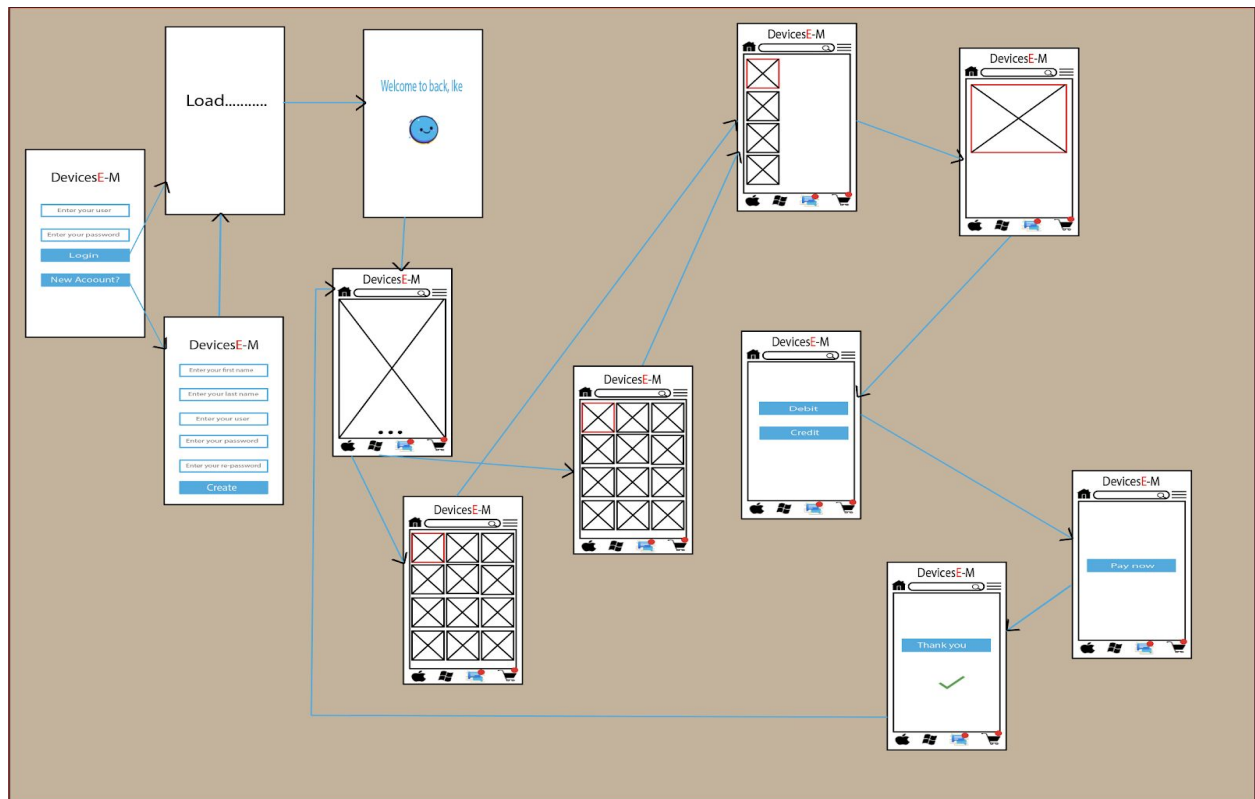 DevicesE-M
Enter your user
Enter your password
Login
New Acoount?
Load...........
Welcome to back, Ike
DevicesE-M
Enter your first name
Enter your last name
Enter your user
Enter your password
Enter your re-password
Create
DevicesE-M
DevicesE-M
DevicesE-M
DevicesE-M
DevicesE-M
DevicesE-M
Debit
Credit
DevicesE-M
Pay now
DevicesE-M
Thank you